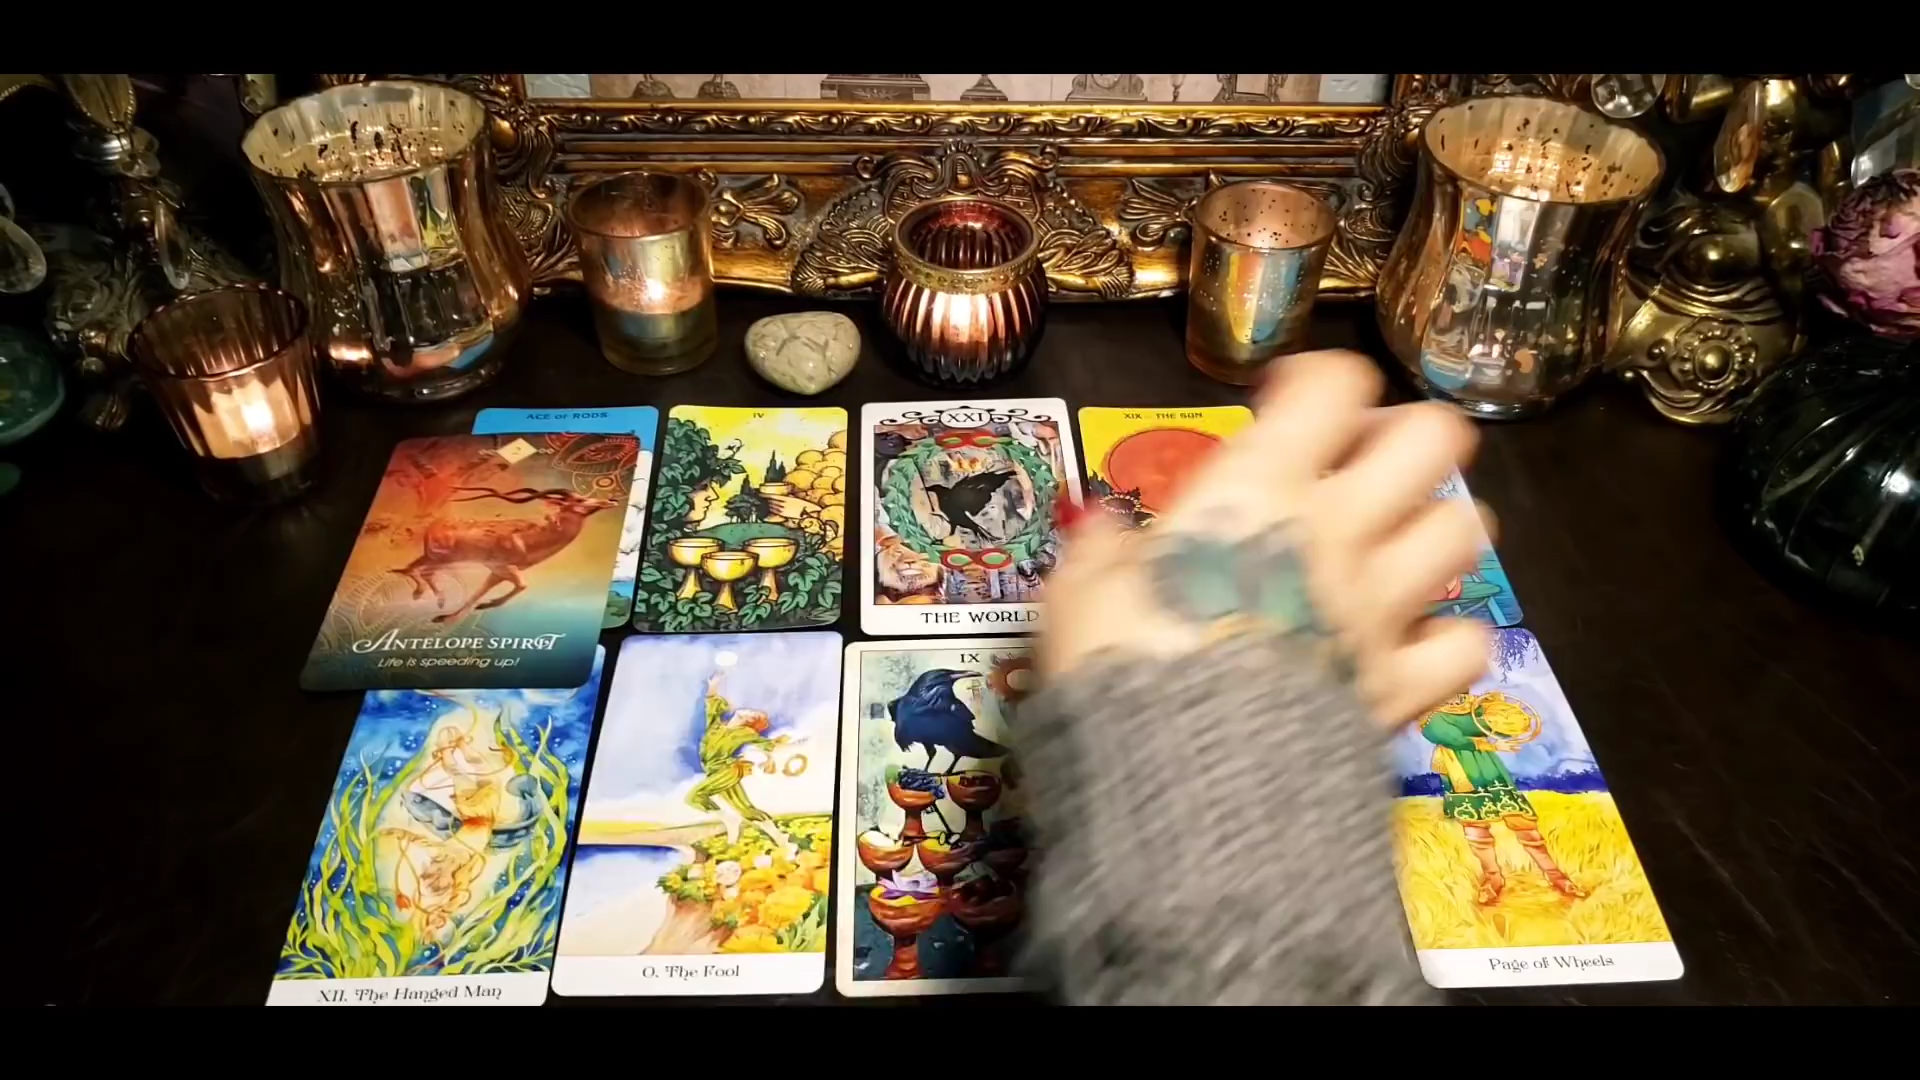 ACE OF RODS
IV
XXI
XIX - THE SUN
2
ANTELOPE SPIRIT
Life is speeding up!
THE WORLD
IX
XII. The Hanged Man
0. The Fool
Page of Wheels